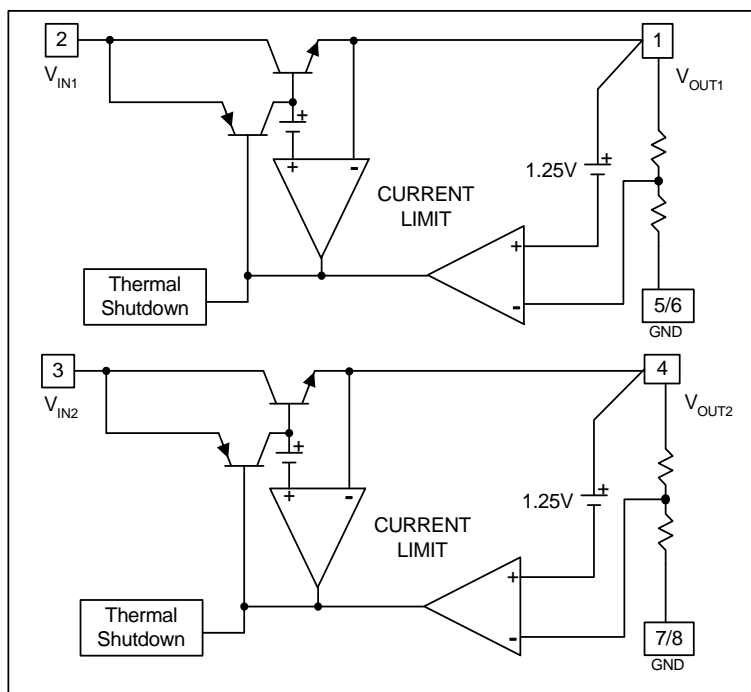 2
V_IN1
1
V_OUT1
+
+
-
CURRENT
LIMIT
1.25V
+
+
-
Thermal
Shutdown
5/6
GND
3
V_IN2
4
V_OUT2
+
+
-
CURRENT
LIMIT
1.25V
+
+
-
Thermal
Shutdown
7/8
GND